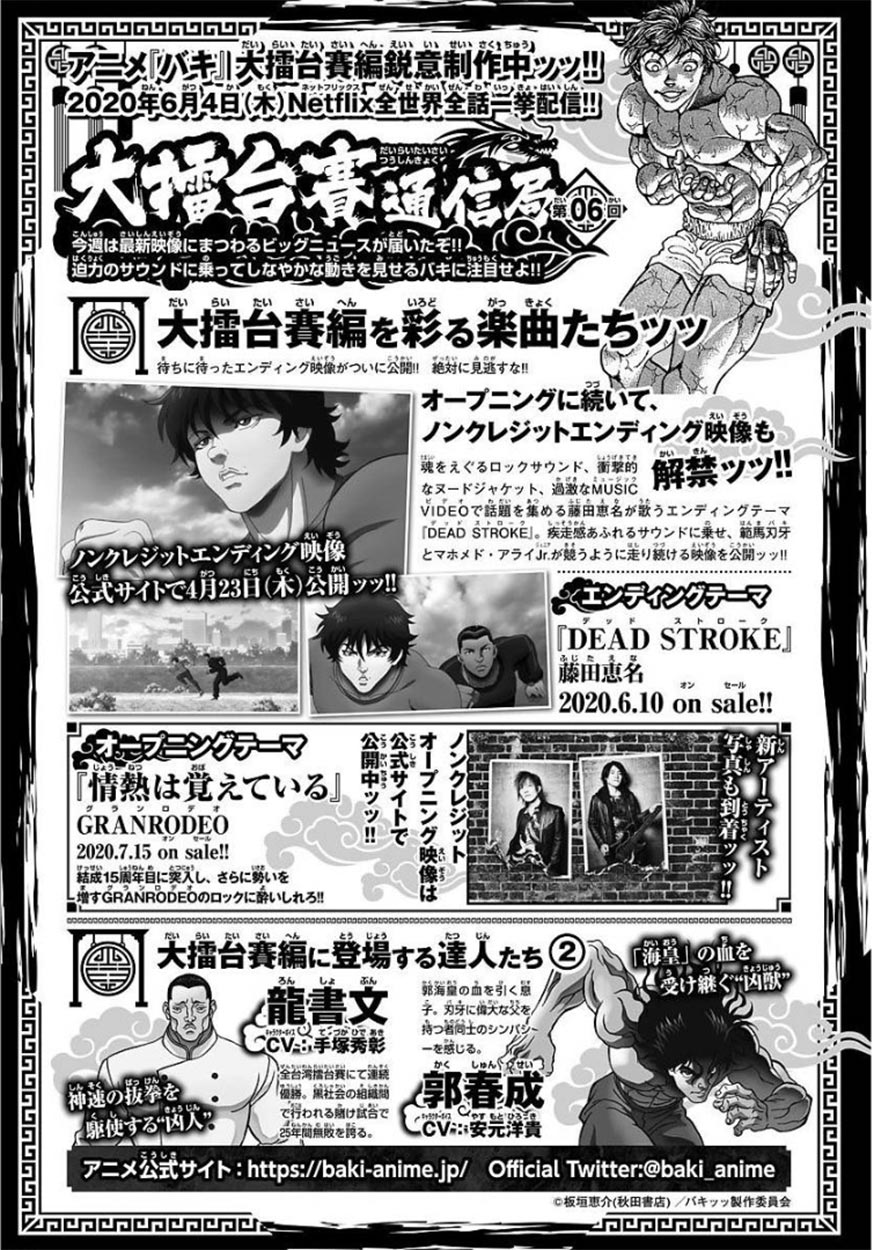 アニメ『バキ』大擂台賽編鋭意制作中ッッ!!
2020年6月4日(木)Netflix全世界全話一挙配信!!
大擂台賽通信局
第06回
今週は最新映像にまつわるビッグニュースが届いたぞ!!
迫力のサウンドに乗ってしなやかな動きを見せるバキに注目せよ!!
大擂台賽編を彩る楽曲たちッッ
待ちに待ったエンディング映像がついに公開!! 絶対に見逃すな!!
オープニングに続いて、
ノンクレジットエンディング映像も
解禁ッッ!!
魂をえぐるロックサウンド、衝撃的
なヌードジャケット、過激なMUSIC
VIDEOで話題を集める藤田恵名が歌うエンディングテーマ
『DEAD STROKE』。疾走感あふれるサウンドに乗せ、範馬刃牙
とマホメド・アライJr.が競うように走り続ける映像を公開ッッ!!
ノンクレジットエンディング映像
公式サイトで4月23日(木)公開ッッ!!
エンディングテーマ
『DEAD STROKE』
藤田恵名
2020.6.10 on sale!!
オープニングテーマ
『情熱は覚えている』
GRANRODEO
2020.7.15 on sale!!
結成15周年目に突入し、さらに勢いを
増すGRANRODEOのロックに酔いしれろ!!
ノンクレジット
オープニング映像は
公式サイトで
公開中ッッ!!
新アーティスト
写真も到着ッッ!!
大擂台賽編に登場する達人たち②
龍書文
CV:手塚秀彰
全台湾擂台賽にて連続
優勝。黒社会の組織間
で行われる賭け試合で
25年間無敗を誇る。
神速の抜拳を
駆使する“凶人”
郭海皇の血を引く息
子。刃牙に偉大な父を
持つ者同士のシンパシ
ーを感じる。
郭春成
CV:安元洋貴
「海皇」の血を
受け継ぐ“凶獣”
アニメ公式サイト:https://baki-anime.jp/ Official Twitter:@baki_anime
©板垣恵介(秋田書店)/バキッッ製作委員会